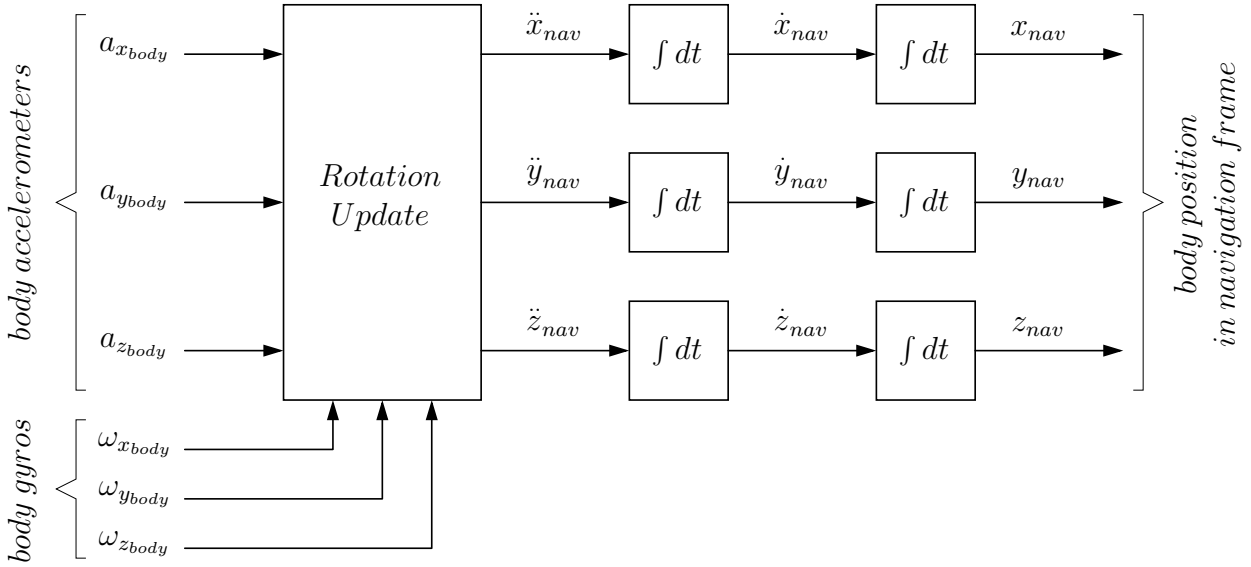 body accelerometers
a_{x_{body}}
a_{y_{body}}
a_{z_{body}}
body gyros
ω_{x_{body}}
ω_{y_{body}}
ω_{z_{body}}
Rotation
Update
ẍ_{nav}
∫ dt
ẋ_{nav}
∫ dt
x_{nav}
ÿ_{nav}
∫ dt
ẏ_{nav}
∫ dt
y_{nav}
z̈_{nav}
∫ dt
ż_{nav}
∫ dt
z_{nav}
body position
in navigation frame